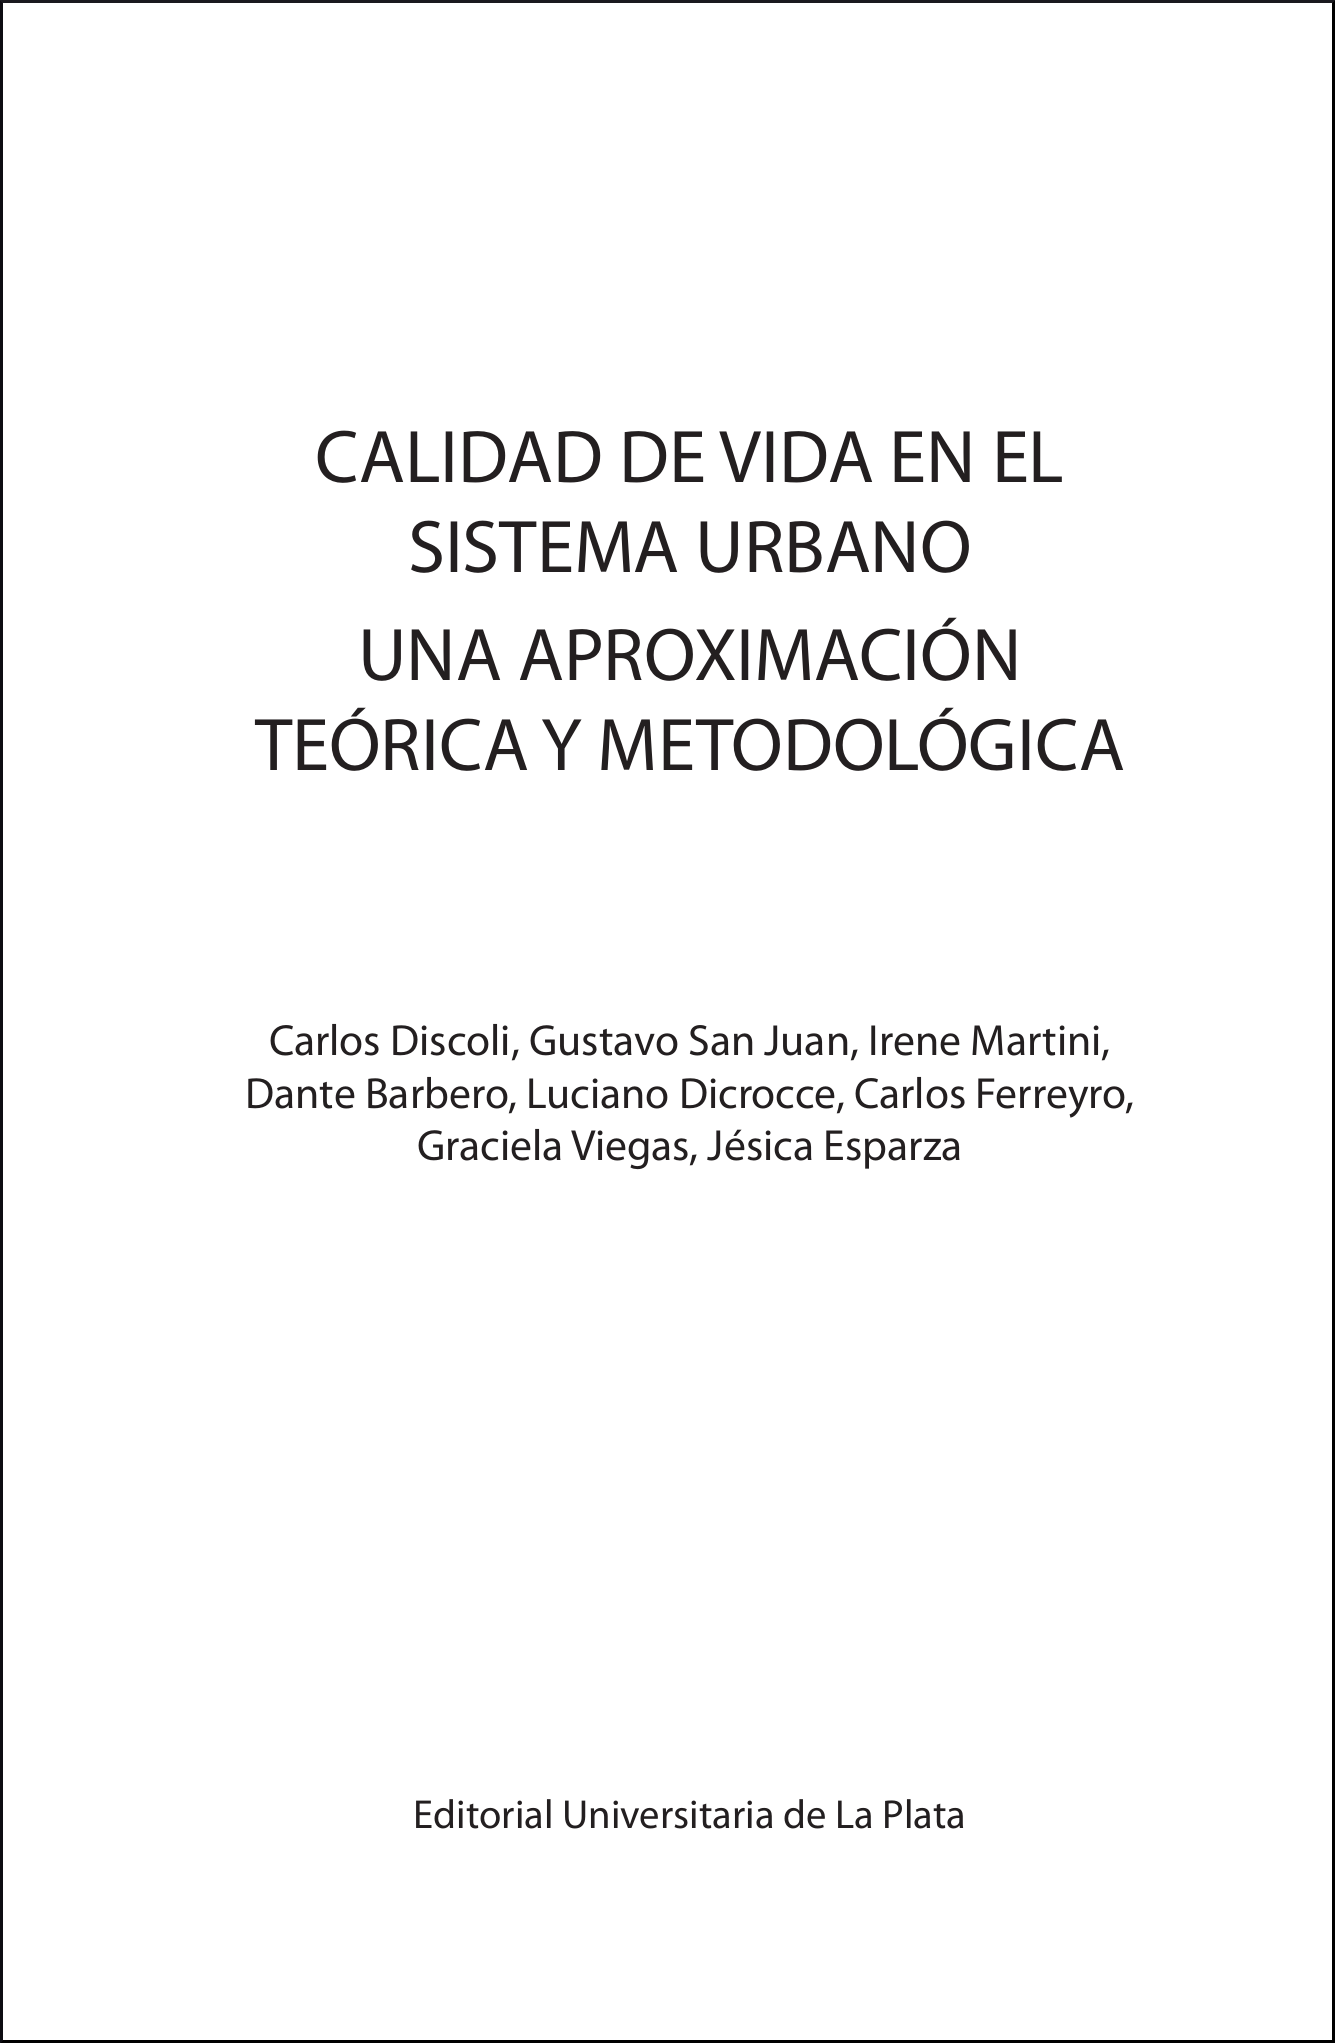 CALIDAD DE VIDA EN EL
SISTEMA URBANO
UNA APROXIMACIÓN
TEÓRICA Y METODOLÓGICA
Carlos Discoli, Gustavo San Juan, Irene Martini,
Dante Barbero, Luciano Dicrocce, Carlos Ferreyro,
Graciela Viegas, Jésica Esparza
Editorial Universitaria de La Plata